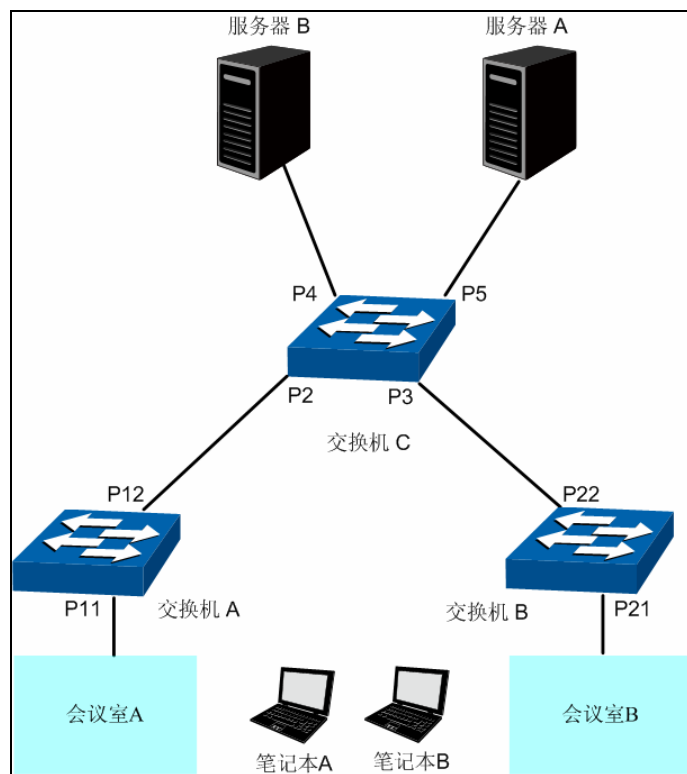 服务器 B
服务器 A
P4
P5
P2
P3
交换机 C
P12
P22
P11
交换机 A
交换机 B
P21
会议室A
笔记本A
笔记本B
会议室B